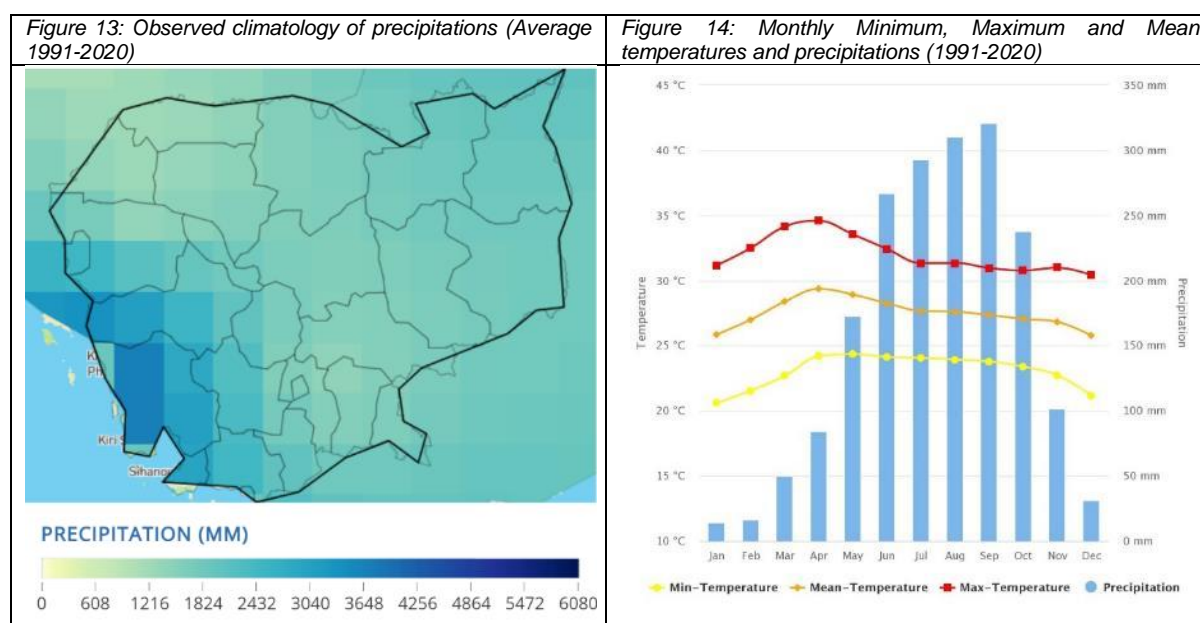 Figure 13: Observed climatology of precipitations (Average
1991-2020)
Figure 14: Monthly Minimum, Maximum and Mean
temperatures and precipitations (1991-2020)
Kiri
PRECIPITATION (MM)
0 608 1216 1824 2432 3040 3648 4256 4864 5472 6080
45 °C
40 °C
35 °C
30 °C
25 °C
20 °C
15 °C
10 °C
Temperature
350 mm
300 mm
250 mm
200 mm
150 mm
100 mm
50 mm
0 mm
Precipitation
Jan Feb Mar Apr May Jun Jul Aug Sep Oct Nov Dec
Min-Temperature Mean-Temperature Max-Temperature Precipitation